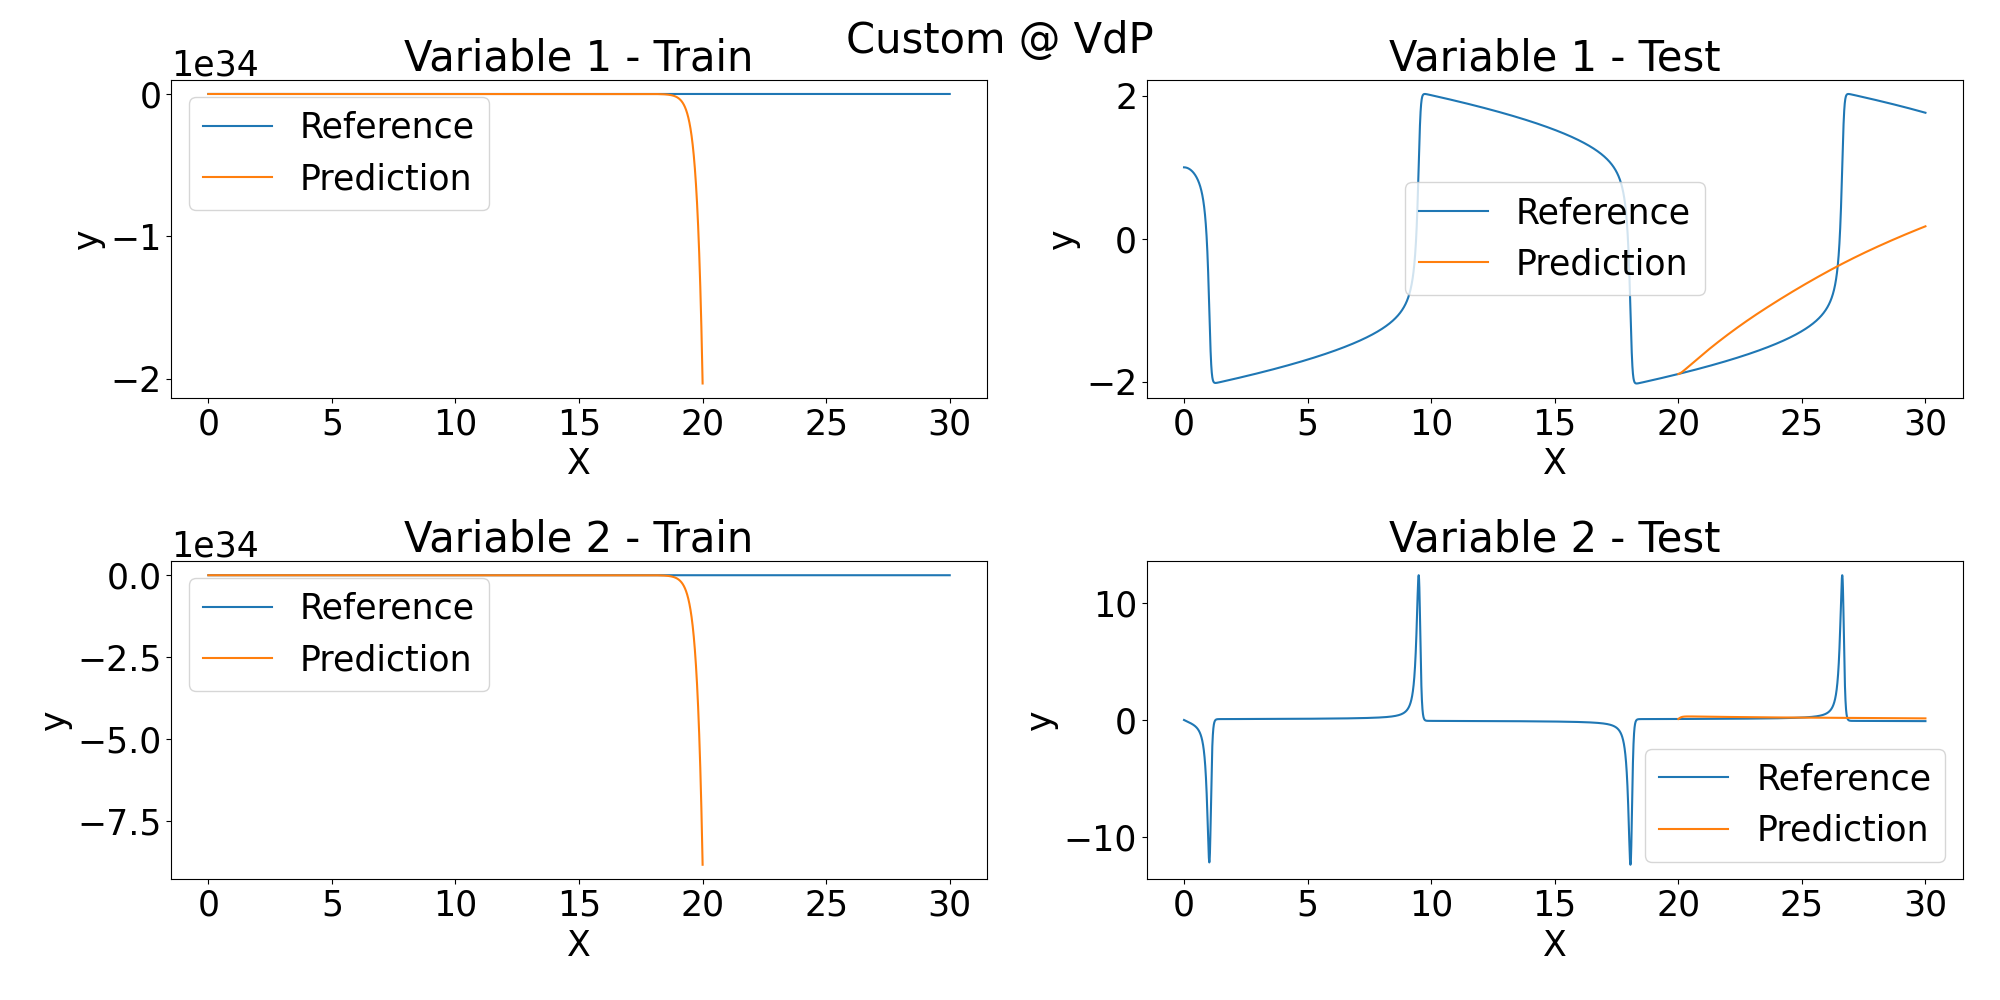 Custom @ VdP
Variable 1 - Train
1e34
0
−1
−2
y
Reference
Prediction
0 5 10 15 20 25 30
X
Variable 1 - Test
2
0
−2
y
Reference
Prediction
0 5 10 15 20 25 30
X
Variable 2 - Train
1e34
0.0
−2.5
−5.0
−7.5
y
Reference
Prediction
0 5 10 15 20 25 30
X
Variable 2 - Test
10
0
−10
y
Reference
Prediction
0 5 10 15 20 25 30
X